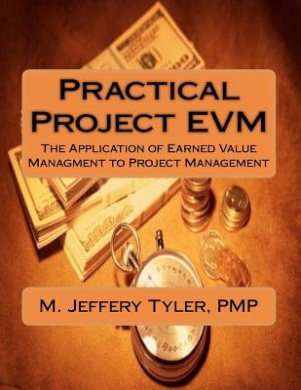 Practical
Project EVM
The Application of Earned Value
Managment to Project Management
M. Jeffery Tyler, PMP